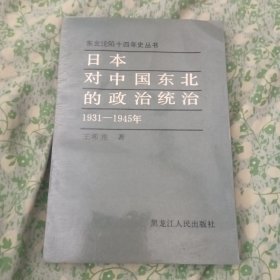 东北沦陷十四年史丛书
日本
对中国东北
的政治统治
1931—1945年
王希亮 著
黑龙江人民出版社